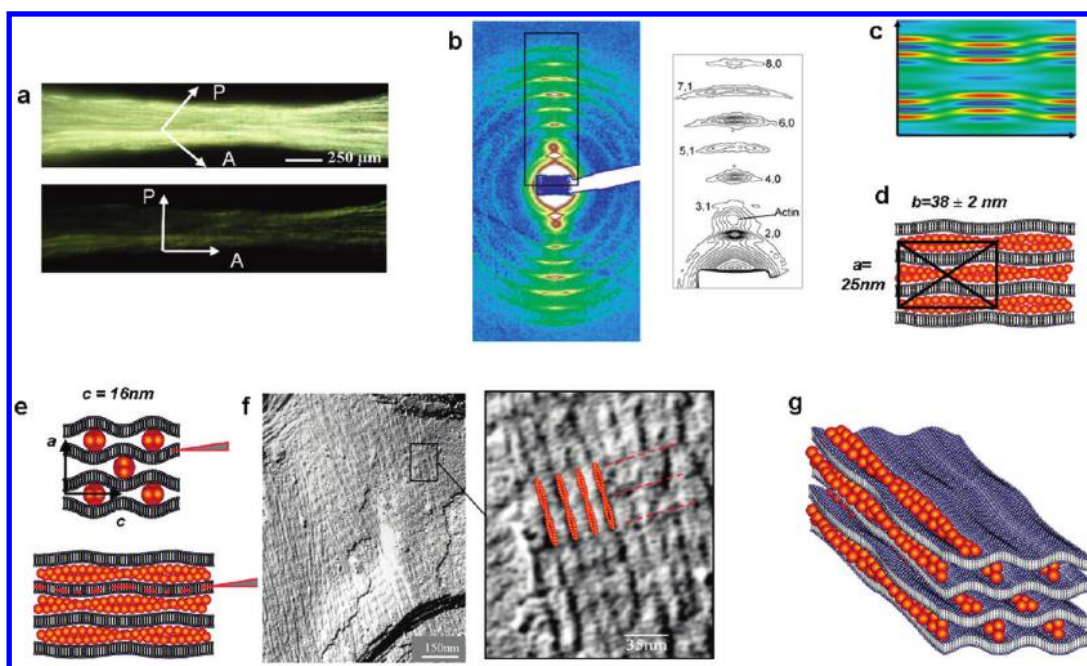 a
P
A
250 μm
P
A
b
8,0
7,1
6,0
5,1
4,0
3,1
Actin
2,0
c
d
b=38 ± 2 nm
a=
25nm
e
c = 16nm
a
c
f
150nm
35nm
g